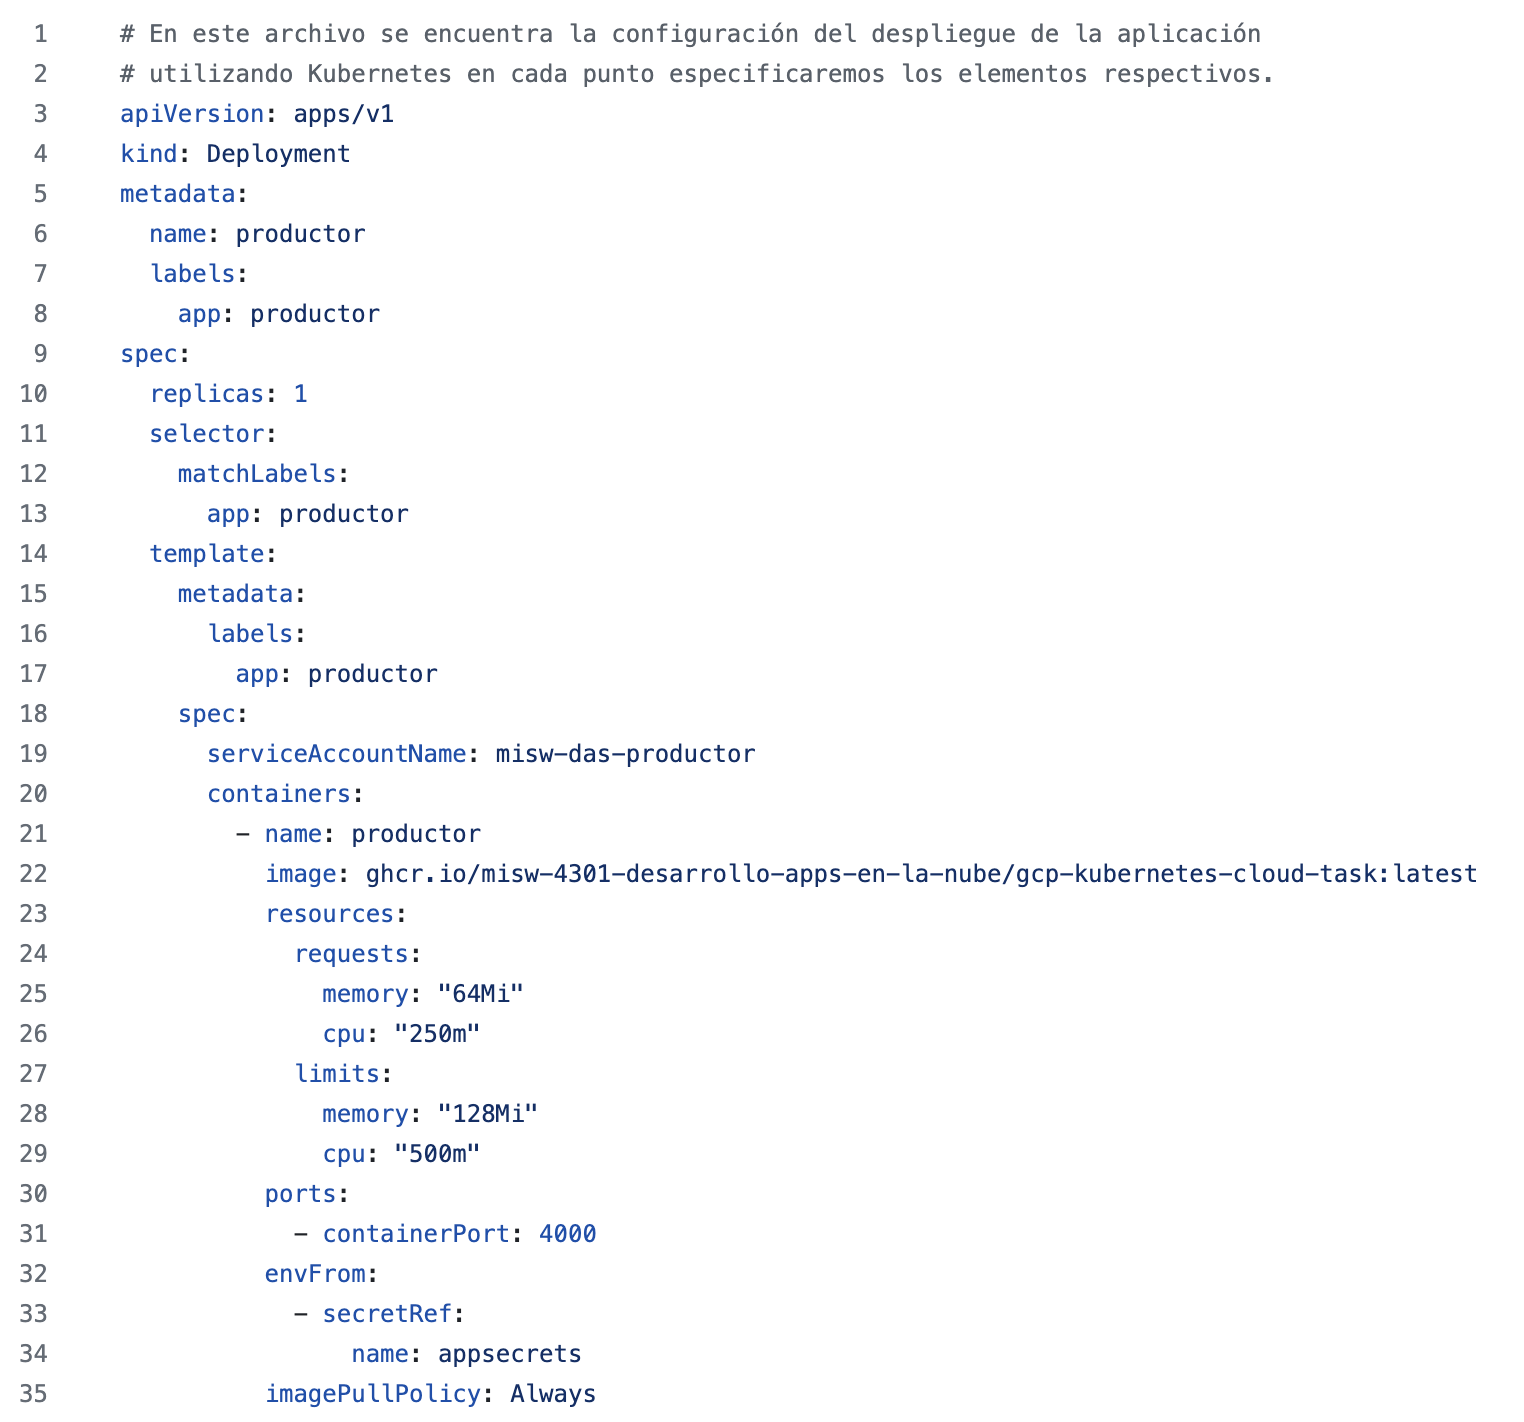 1 # En este archivo se encuentra la configuración del despliegue de la aplicación
2 # utilizando Kubernetes en cada punto especificaremos los elementos respectivos.
3 apiVersion: apps/v1
4 kind: Deployment
5 metadata:
6   name: productor
7   labels:
8     app: productor
9 spec:
10   replicas: 1
11   selector:
12     matchLabels:
13       app: productor
14   template:
15     metadata:
16       labels:
17         app: productor
18     spec:
19       serviceAccountName: misw-das-productor
20       containers:
21         - name: productor
22           image: ghcr.io/misw-4301-desarrollo-apps-en-la-nube/gcp-kubernetes-cloud-task:latest
23           resources:
24             requests:
25               memory: "64Mi"
26               cpu: "250m"
27             limits:
28               memory: "128Mi"
29               cpu: "500m"
30           ports:
31             - containerPort: 4000
32           envFrom:
33             - secretRef:
34                 name: appsecrets
35           imagePullPolicy: Always